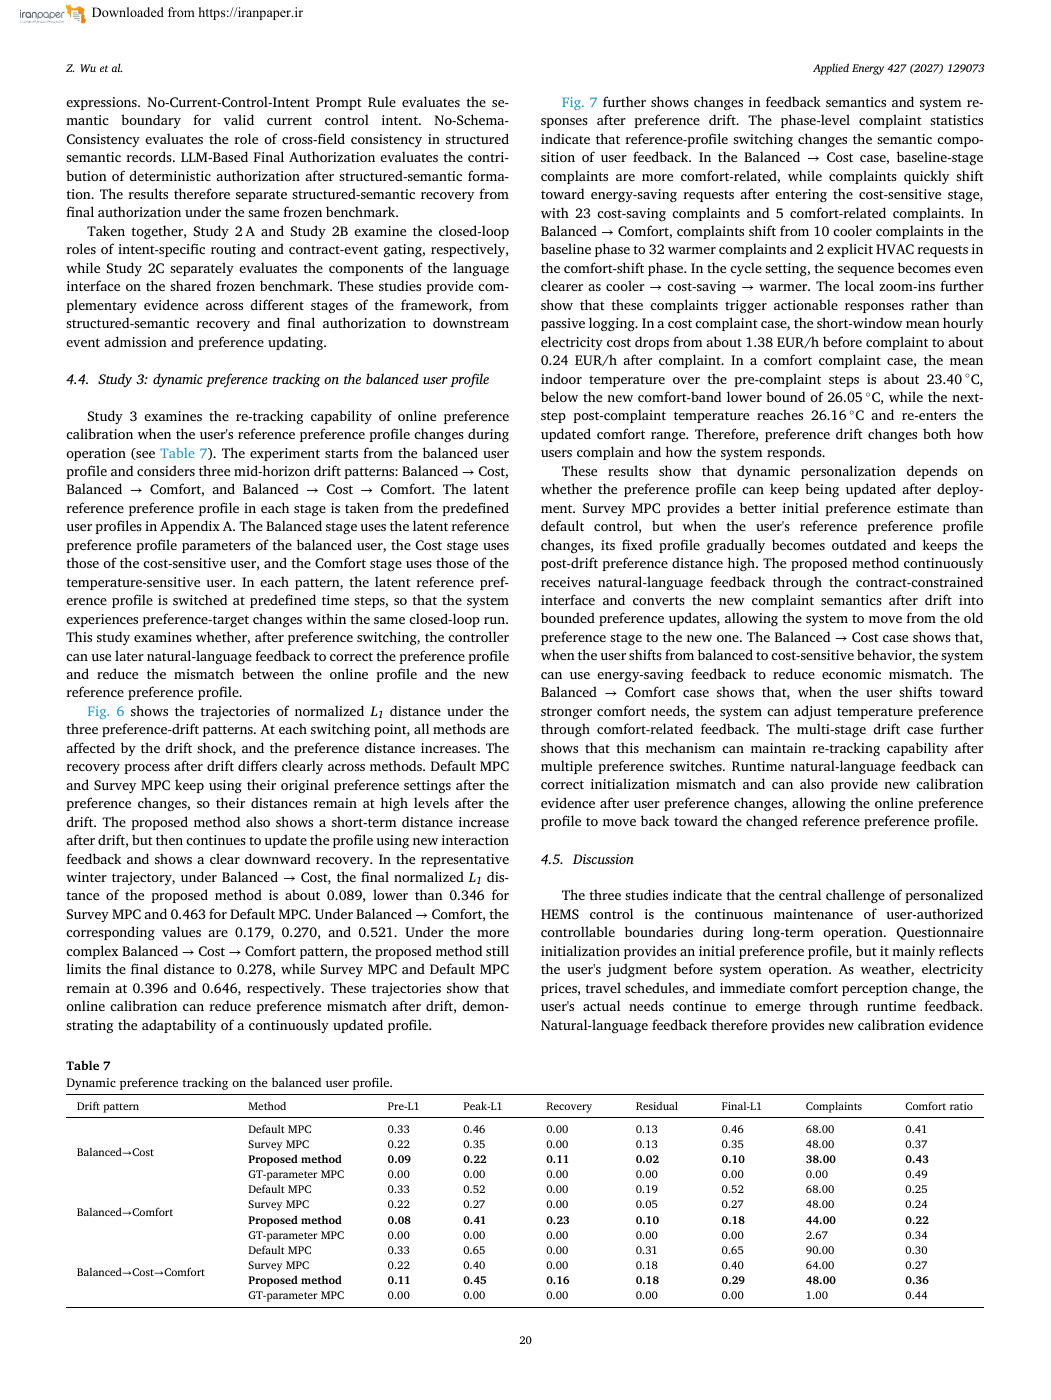 iranpaper
Downloaded from https://iranpaper.ir
Z. Wu et al.
Applied Energy 427 (2027) 129073
expressions. No-Current-Control-Intent Prompt Rule evaluates the se-
mantic boundary for valid current control intent. No-Schema-
Consistency evaluates the role of cross-field consistency in structured
semantic records. LLM-Based Final Authorization evaluates the contri-
bution of deterministic authorization after structured-semantic forma-
tion. The results therefore separate structured-semantic recovery from
final authorization under the same frozen benchmark.
Taken together, Study 2 A and Study 2B examine the closed-loop
roles of intent-specific routing and contract-event gating, respectively,
while Study 2C separately evaluates the components of the language
interface on the shared frozen benchmark. These studies provide com-
plementary evidence across different stages of the framework, from
structured-semantic recovery and final authorization to downstream
event admission and preference updating.
4.4. Study 3: dynamic preference tracking on the balanced user profile
Study 3 examines the re-tracking capability of online preference
calibration when the user's reference preference profile changes during
operation (see Table 7). The experiment starts from the balanced user
profile and considers three mid-horizon drift patterns: Balanced → Cost,
Balanced → Comfort, and Balanced → Cost → Comfort. The latent
reference preference profile in each stage is taken from the predefined
user profiles in Appendix A. The Balanced stage uses the latent reference
preference profile parameters of the balanced user, the Cost stage uses
those of the cost-sensitive user, and the Comfort stage uses those of the
temperature-sensitive user. In each pattern, the latent reference pref-
erence profile is switched at predefined time steps, so that the system
experiences preference-target changes within the same closed-loop run.
This study examines whether, after preference switching, the controller
can use later natural-language feedback to correct the preference profile
and reduce the mismatch between the online profile and the new
reference preference profile.
Fig. 6 shows the trajectories of normalized L1 distance under the
three preference-drift patterns. At each switching point, all methods are
affected by the drift shock, and the preference distance increases. The
recovery process after drift differs clearly across methods. Default MPC
and Survey MPC keep using their original preference settings after the
preference changes, so their distances remain at high levels after the
drift. The proposed method also shows a short-term distance increase
after drift, but then continues to update the profile using new interaction
feedback and shows a clear downward recovery. In the representative
winter trajectory, under Balanced → Cost, the final normalized L1 dis-
tance of the proposed method is about 0.089, lower than 0.346 for
Survey MPC and 0.463 for Default MPC. Under Balanced → Comfort, the
corresponding values are 0.179, 0.270, and 0.521. Under the more
complex Balanced → Cost → Comfort pattern, the proposed method still
limits the final distance to 0.278, while Survey MPC and Default MPC
remain at 0.396 and 0.646, respectively. These trajectories show that
online calibration can reduce preference mismatch after drift, demon-
strating the adaptability of a continuously updated profile.
Fig. 7 further shows changes in feedback semantics and system re-
sponses after preference drift. The phase-level complaint statistics
indicate that reference-profile switching changes the semantic compo-
sition of user feedback. In the Balanced → Cost case, baseline-stage
complaints are more comfort-related, while complaints quickly shift
toward energy-saving requests after entering the cost-sensitive stage,
with 23 cost-saving complaints and 5 comfort-related complaints. In
Balanced → Comfort, complaints shift from 10 cooler complaints in the
baseline phase to 32 warmer complaints and 2 explicit HVAC requests in
the comfort-shift phase. In the cycle setting, the sequence becomes even
clearer as cooler → cost-saving → warmer. The local zoom-ins further
show that these complaints trigger actionable responses rather than
passive logging. In a cost complaint case, the short-window mean hourly
electricity cost drops from about 1.38 EUR/h before complaint to about
0.24 EUR/h after complaint. In a comfort complaint case, the mean
indoor temperature over the pre-complaint steps is about 23.40 °C,
below the new comfort-band lower bound of 26.05 °C, while the next-
step post-complaint temperature reaches 26.16 °C and re-enters the
updated comfort range. Therefore, preference drift changes both how
users complain and how the system responds.
These results show that dynamic personalization depends on
whether the preference profile can keep being updated after deploy-
ment. Survey MPC provides a better initial preference estimate than
default control, but when the user's reference preference profile
changes, its fixed profile gradually becomes outdated and keeps the
post-drift preference distance high. The proposed method continuously
receives natural-language feedback through the contract-constrained
interface and converts the new complaint semantics after drift into
bounded preference updates, allowing the system to move from the old
preference stage to the new one. The Balanced → Cost case shows that,
when the user shifts from balanced to cost-sensitive behavior, the system
can use energy-saving feedback to reduce economic mismatch. The
Balanced → Comfort case shows that, when the user shifts toward
stronger comfort needs, the system can adjust temperature preference
through comfort-related feedback. The multi-stage drift case further
shows that this mechanism can maintain re-tracking capability after
multiple preference switches. Runtime natural-language feedback can
correct initialization mismatch and can also provide new calibration
evidence after user preference changes, allowing the online preference
profile to move back toward the changed reference preference profile.
4.5. Discussion
The three studies indicate that the central challenge of personalized
HEMS control is the continuous maintenance of user-authorized
controllable boundaries during long-term operation. Questionnaire
initialization provides an initial preference profile, but it mainly reflects
the user's judgment before system operation. As weather, electricity
prices, travel schedules, and immediate comfort perception change, the
user's actual needs continue to emerge through runtime feedback.
Natural-language feedback therefore provides new calibration evidence
Table 7
Dynamic preference tracking on the balanced user profile.
Drift pattern Method Pre-L1 Peak-L1 Recovery Residual Final-L1 Complaints Comfort ratio
Balanced→Cost
Default MPC 0.33 0.46 0.00 0.13 0.46 68.00 0.41
Survey MPC 0.22 0.35 0.00 0.13 0.35 48.00 0.37
Proposed method 0.09 0.22 0.11 0.02 0.10 38.00 0.43
GT-parameter MPC 0.00 0.00 0.00 0.00 0.00 0.00 0.49
Balanced→Comfort
Default MPC 0.33 0.52 0.00 0.19 0.52 68.00 0.25
Survey MPC 0.22 0.27 0.00 0.05 0.27 48.00 0.24
Proposed method 0.08 0.41 0.23 0.10 0.18 44.00 0.22
GT-parameter MPC 0.00 0.00 0.00 0.00 0.00 2.67 0.34
Balanced→Cost→Comfort
Default MPC 0.33 0.65 0.00 0.31 0.65 90.00 0.30
Survey MPC 0.22 0.40 0.00 0.18 0.40 64.00 0.27
Proposed method 0.11 0.45 0.16 0.18 0.29 48.00 0.36
GT-parameter MPC 0.00 0.00 0.00 0.00 0.00 1.00 0.44
20